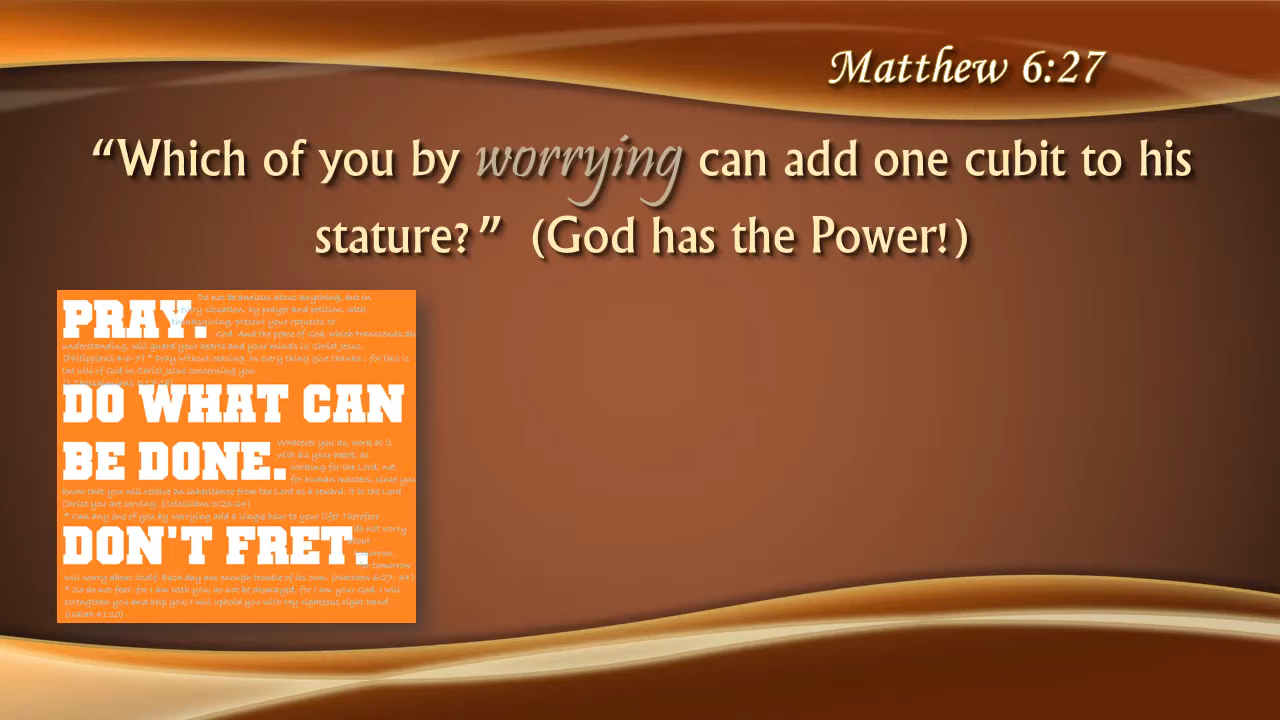 Matthew 6:27
“Which of you by worrying can add one cubit to his
stature?” (God has the Power!)
PRAY.
Do not be anxious about anything, but in
every situation, by prayer and petition, with
thanksgiving, present your requests to
God. And the peace of God, which transcends all
understanding, will guard your hearts and your minds in Christ Jesus.
(Philippians 4:6-7) * Pray without ceasing. In every thing give thanks: for this is
the will of God in Christ Jesus concerning you.
(1 Thessalonians 5:17-18)
DO WHAT CAN
BE DONE.
Whatever you do, work at it
with all your heart, as
working for the Lord, not
for human masters, since you
know that you will receive an inheritance from the Lord as a reward. It is the Lord
Christ you are serving. (Colossians 3:23-24)
* Can any one of you by worrying add a single hour to your life? Therefore
DON'T FRET.
do not worry
about
tomorrow,
for tomorrow
will worry about itself. Each day has enough trouble of its own. (Matthew 6:27, 34)
* So do not fear, for I am with you; do not be dismayed, for I am your God. I will
strengthen you and help you; I will uphold you with My righteous right hand.
(Isaiah 41:10)